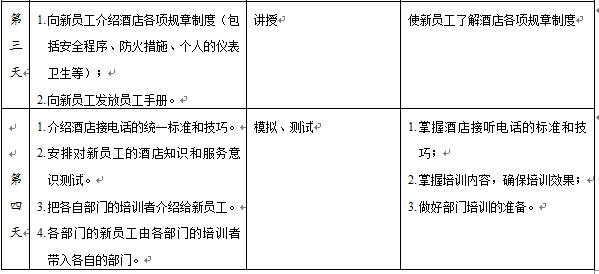 第三天
1.向新员工介绍酒店各项规章制度（包
括安全程序、防火措施、个人的仪表
卫生等）；
2.向新员工发放员工手册。
讲授
使新员工了解酒店各项规章制度
第四天
1.介绍酒店接电话的统一标准和技巧。
2.安排对新员工的酒店知识和服务意
识测试。
3.把各自部门的培训者介绍给新员工。
4.各部门的新员工由各部门的培训者
带入各自的部门。
模拟、测试
1.掌握酒店接听电话的标准和技
巧；
2.掌握培训内容，确保培训效果；
3.做好部门培训的准备。